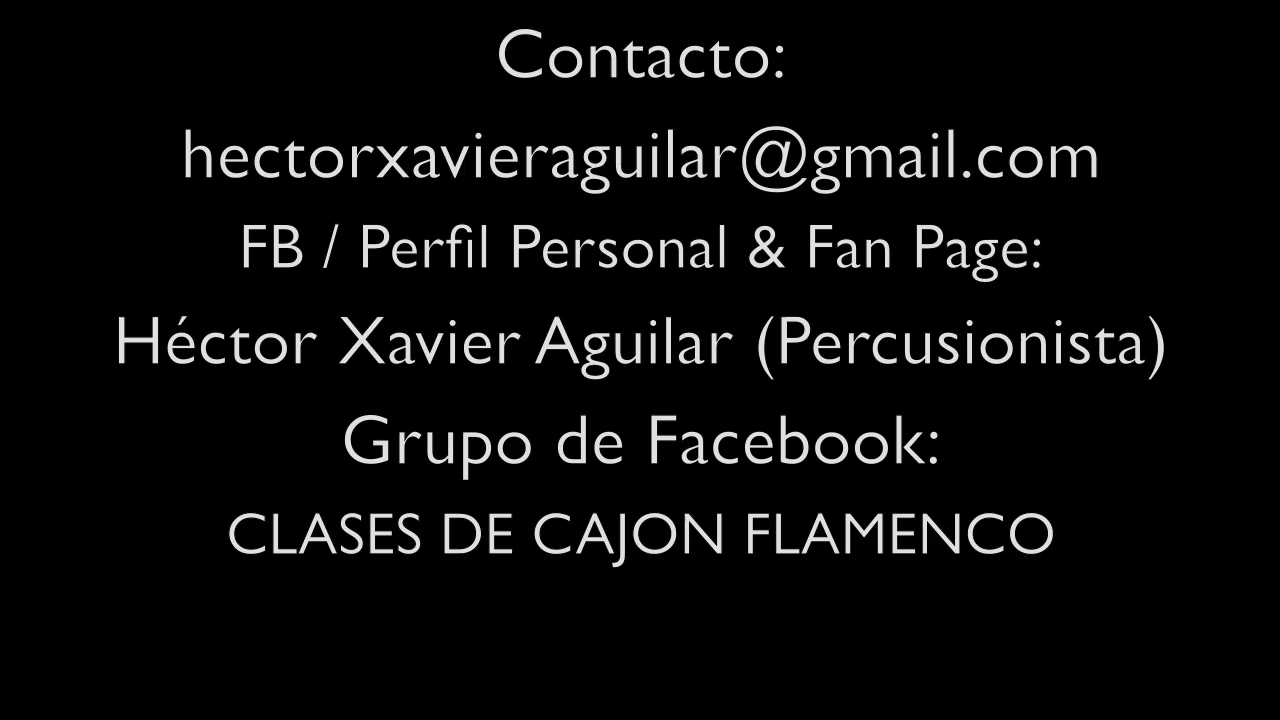 Contacto:
hectorxavieraguilar@gmail.com
FB / Perfil Personal & Fan Page:
Héctor Xavier Aguilar (Percusionista)
Grupo de Facebook:
CLASES DE CAJON FLAMENCO